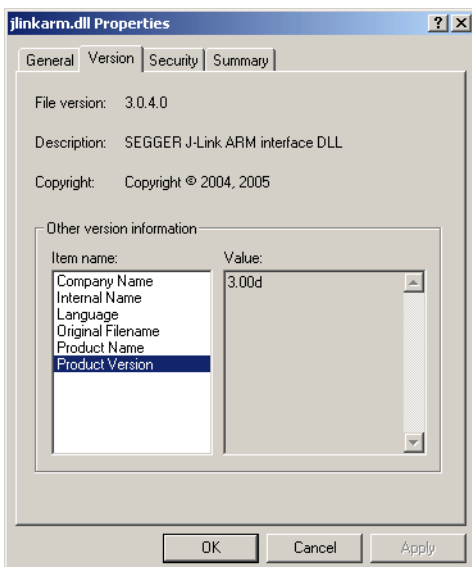 jlinkarm.dll Properties
General Version Security Summary
File version: 3.0.4.0
Description: SEGGER J-Link ARM interface DLL
Copyright: Copyright © 2004, 2005
Other version information
Item name: Value:
Company Name 3.00d
Internal Name
Language
Original Filename
Product Name
Product Version
OK Cancel Apply